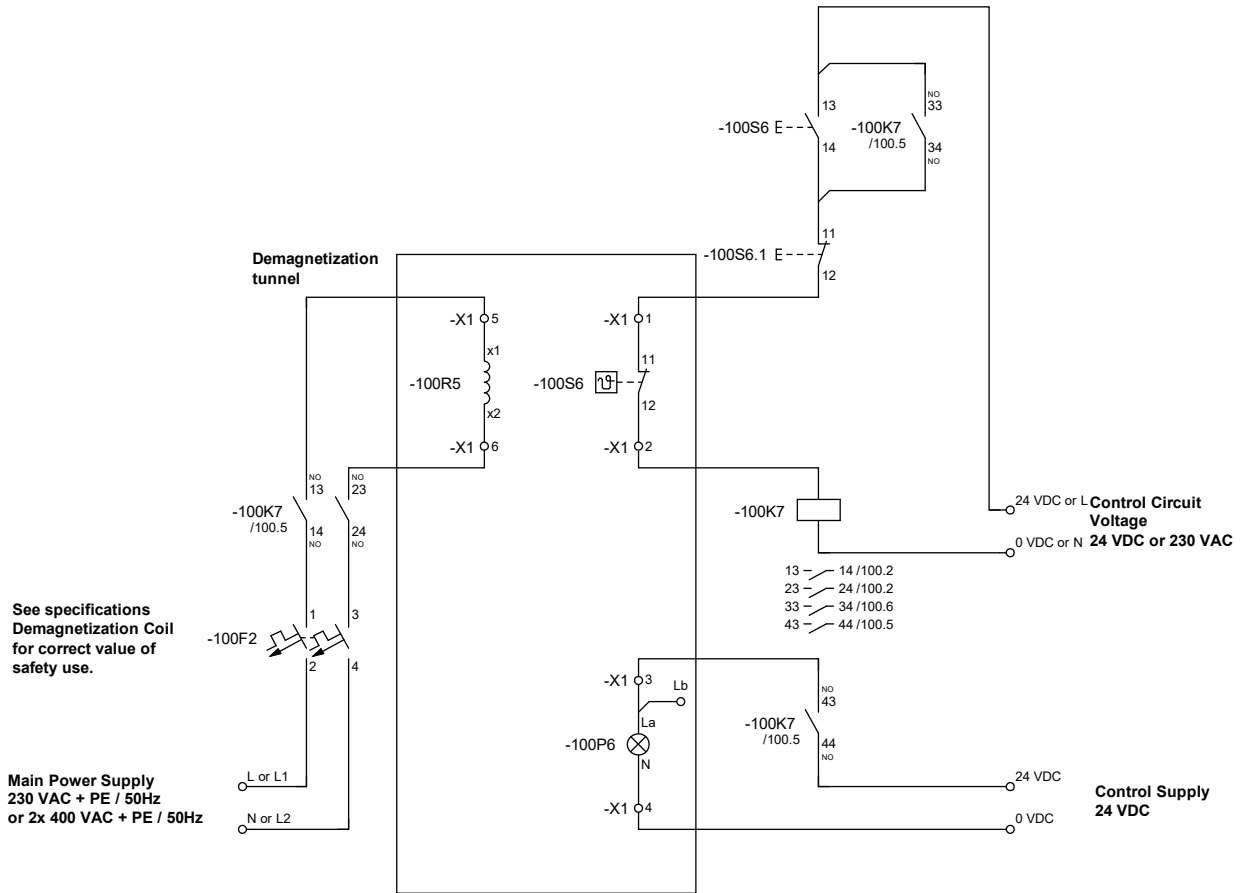 13
-100S6
14
NO
33
-100K7
/100.5
34
NO
11
-100S6.1
12
Demagnetization
tunnel
-X1 5
x1
-100R5
x2
-X1 6
-X1 1
11
-100S6
12
-X1 2
NO
13
-100K7
/100.5
14
NO
NO
23
24
NO
-100K7
24 VDC or L
0 VDC or N
Control Circuit
Voltage
24 VDC or 230 VAC
13 14 /100.2
23 24 /100.2
33 34 /100.6
43 44 /100.5
See specifications
Demagnetization Coil
for correct value of
safety use.
1 3
-100F2
2 4
-X1 3
Lb
La
-100P6
N
-X1 4
NO
43
-100K7
/100.5
44
NO
Main Power Supply
230 VAC + PE / 50Hz
or 2x 400 VAC + PE / 50Hz
L or L1
N or L2
24 VDC
0 VDC
Control Supply
24 VDC